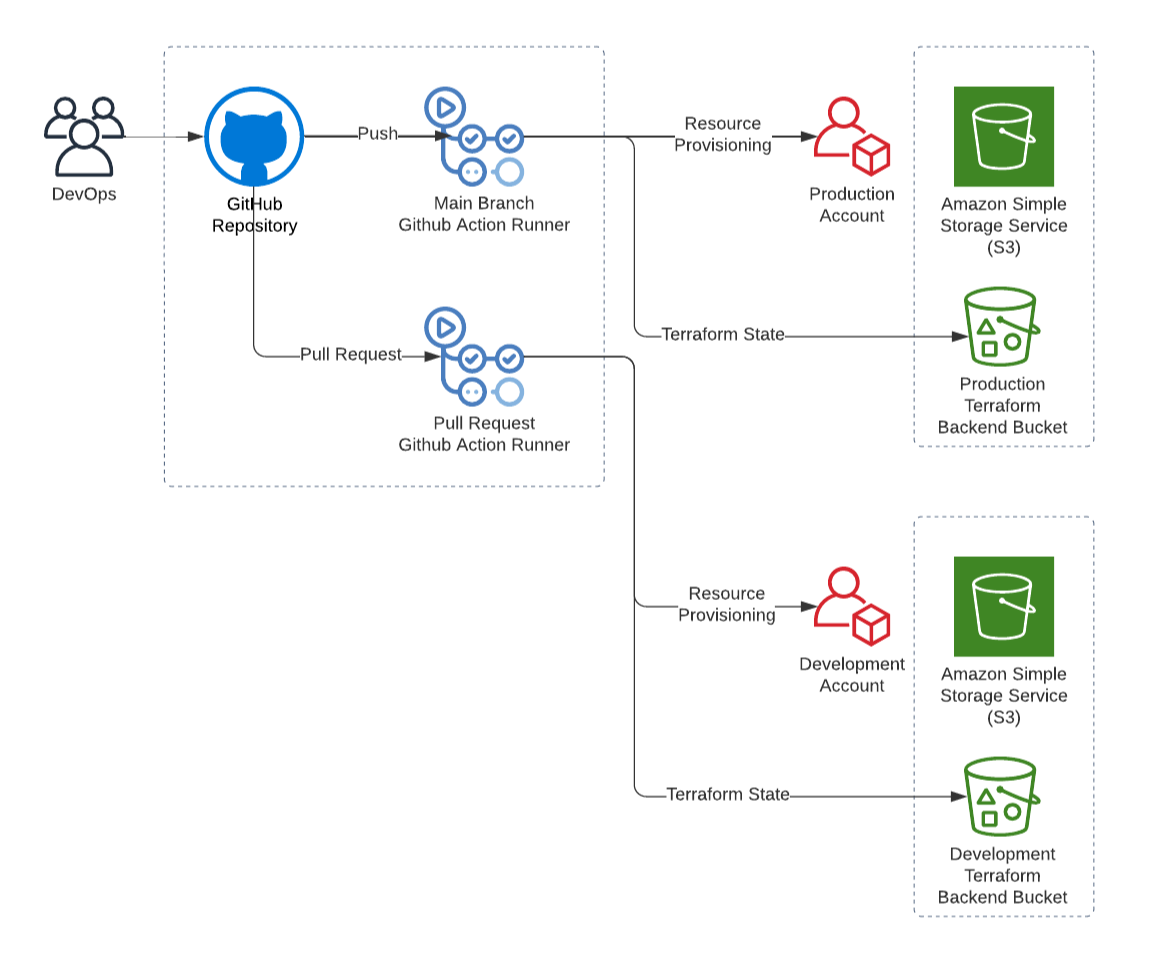 DevOps
GitHub
Repository
Push
Main Branch
Github Action Runner
Resource
Provisioning
Production
Account
Amazon Simple
Storage Service
(S3)
Terraform State
Production
Terraform
Backend Bucket
Pull Request
Pull Request
Github Action Runner
Resource
Provisioning
Development
Account
Amazon Simple
Storage Service
(S3)
Terraform State
Development
Terraform
Backend Bucket